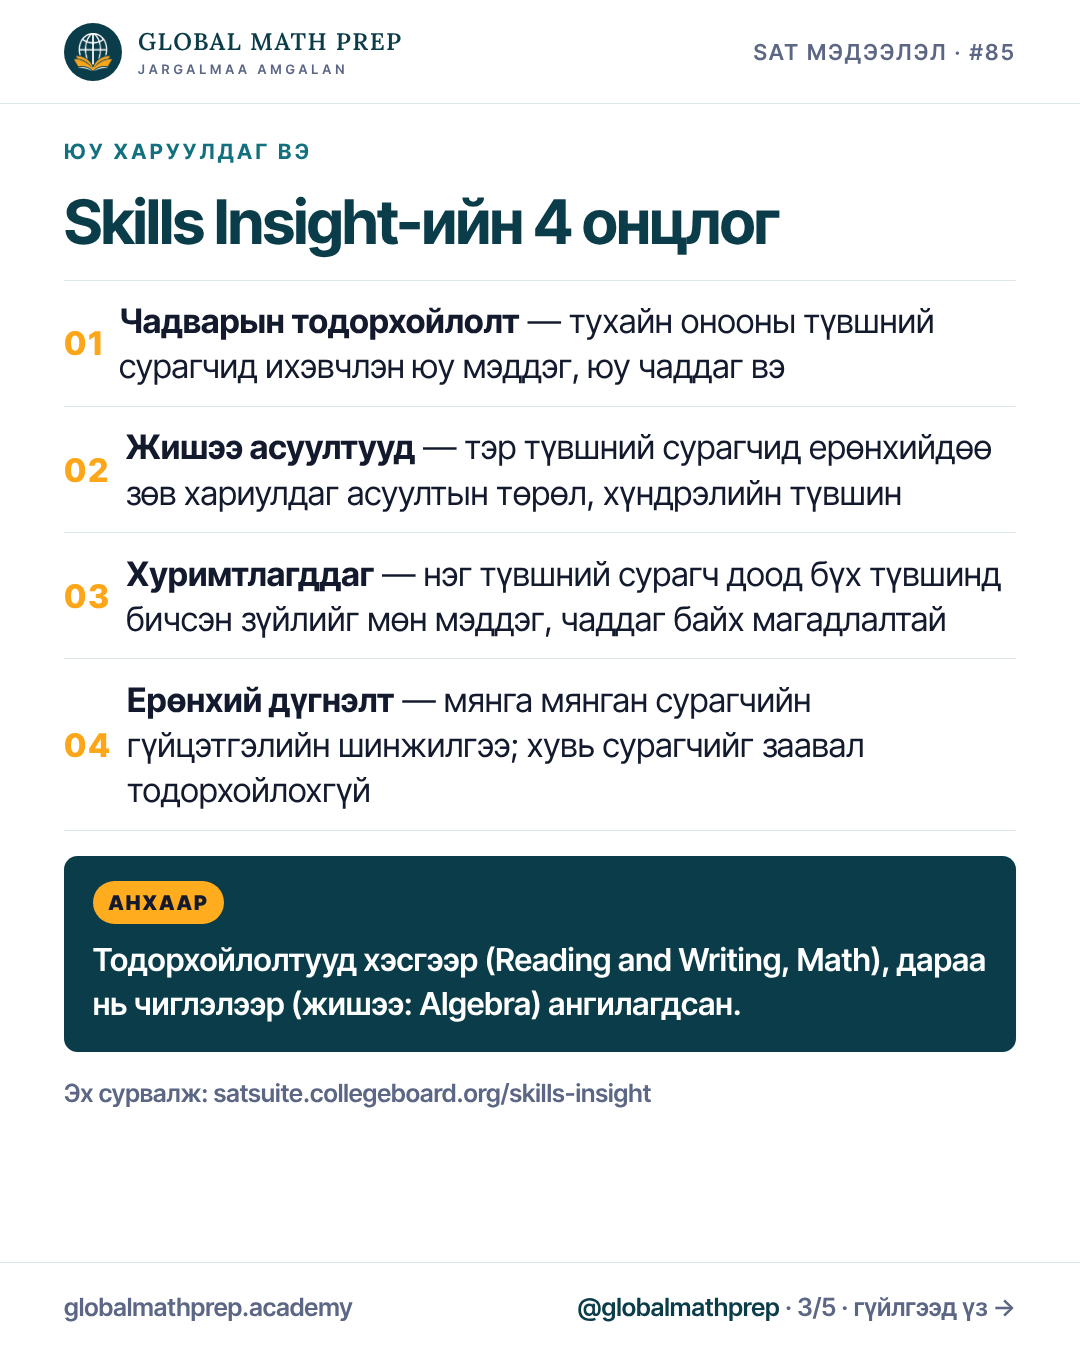 GLOBAL MATH PREP
JARGALMAA AMGALAN
SAT МЭДЭЭЛЭЛ · #85
ЮУ ХАРУУЛДАГ ВЭ
Skills Insight-ийн 4 онцлог
01
Чадварын тодорхойлолт — тухайн онооны түвшний
сурагчид ихэвчлэн юу мэддэг, юу чаддаг вэ
02
Жишээ асуултууд — тэр түвшний сурагчид ерөнхийдөө
зөв хариулдаг асуултын төрөл, хүндрэлийн түвшин
03
Хуримтлагддаг — нэг түвшний сурагч доод бүх түвшинд
бичсэн зүйлийг мөн мэддэг, чаддаг байх магадлалтай
04
Ерөнхий дүгнэлт — мянга мянган сурагчийн
гүйцэтгэлийн шинжилгээ; хувь сурагчийг заавал
тодорхойлохгүй
АНХААР
Тодорхойлолтууд хэсгээр (Reading and Writing, Math), дараа
нь чиглэлээр (жишээ: Algebra) ангилагдсан.
Эх сурвалж: satsuite.collegeboard.org/skills-insight
globalmathprep.academy
@globalmathprep · 3/5 · гүйлгээд үз →